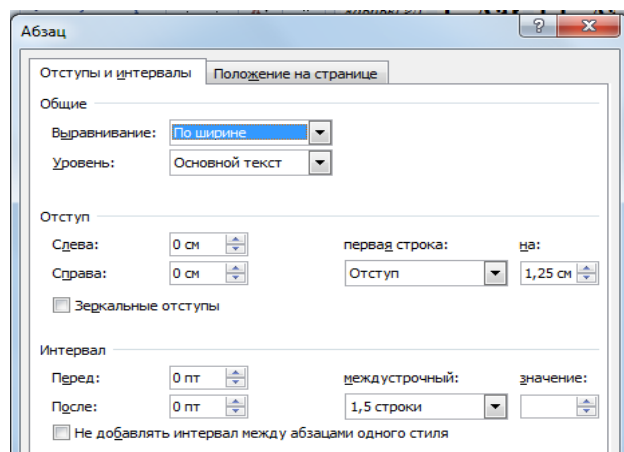 Абзац
Отступы и интервалы Положение на странице
Общие
Выравнивание: По ширине
Уровень: Основной текст
Отступ
Слева: 0 см первая строка: на:
Справа: 0 см Отступ 1,25 см
Зеркальные отступы
Интервал
Перед: 0 пт междустрочный: значение:
После: 0 пт 1,5 строки
Не добавлять интервал между абзацами одного стиля